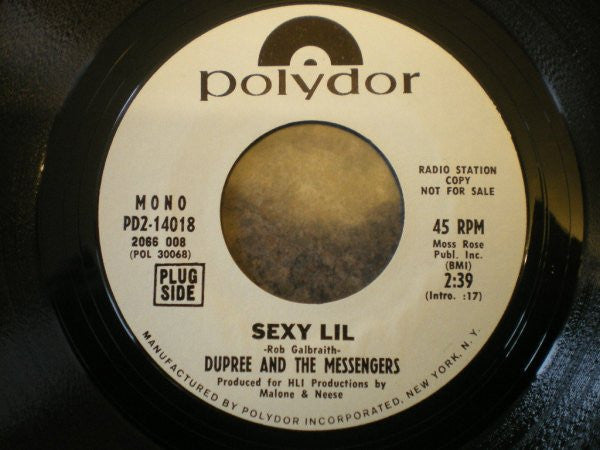 polydor
RADIO STATION
COPY
NOT FOR SALE
MONO
PD2-14018
2066 008
(POL 30068)
PLUG
SIDE
45 RPM
Moss Rose
Publ. Inc.
(BMI)
2:39
(Intro. :17)
SEXY LIL
-Rob Galbraith-
DUPREE AND THE MESSENGERS
Produced for HLI Productions by
Malone & Neese
MANUFACTURED BY POLYDOR INCORPORATED, NEW YORK, N.Y.